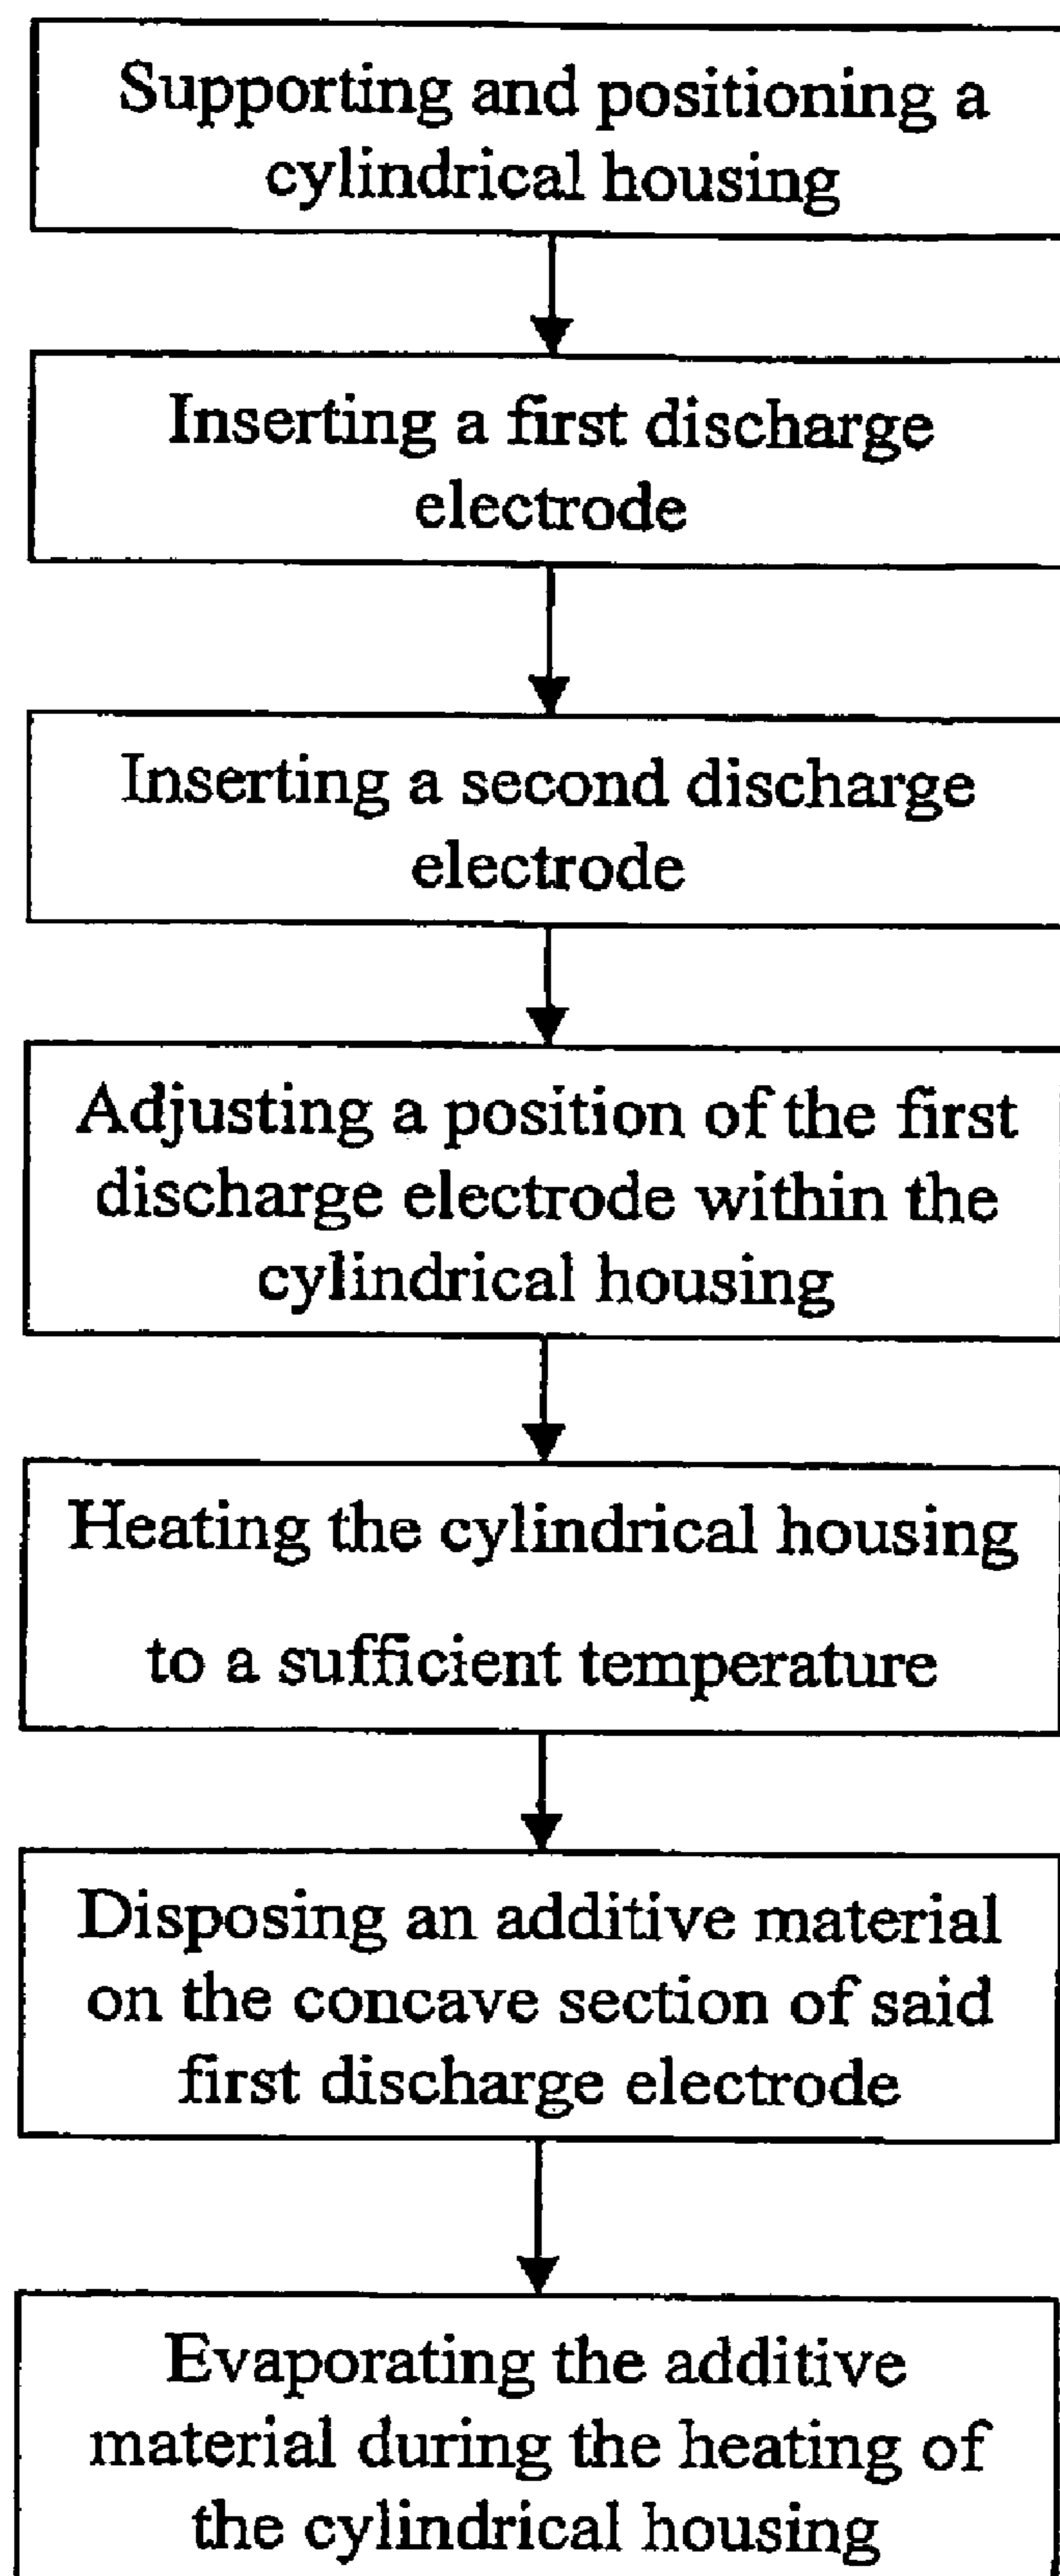 Supporting and positioning a
cylindrical housing
Inserting a first discharge
electrode
Inserting a second discharge
electrode
Adjusting a position of the first
discharge electrode within the
cylindrical housing
Heating the cylindrical housing
to a sufficient temperature
Disposing an additive material
on the concave section of said
first discharge electrode
Evaporating the additive
material during the heating of
the cylindrical housing